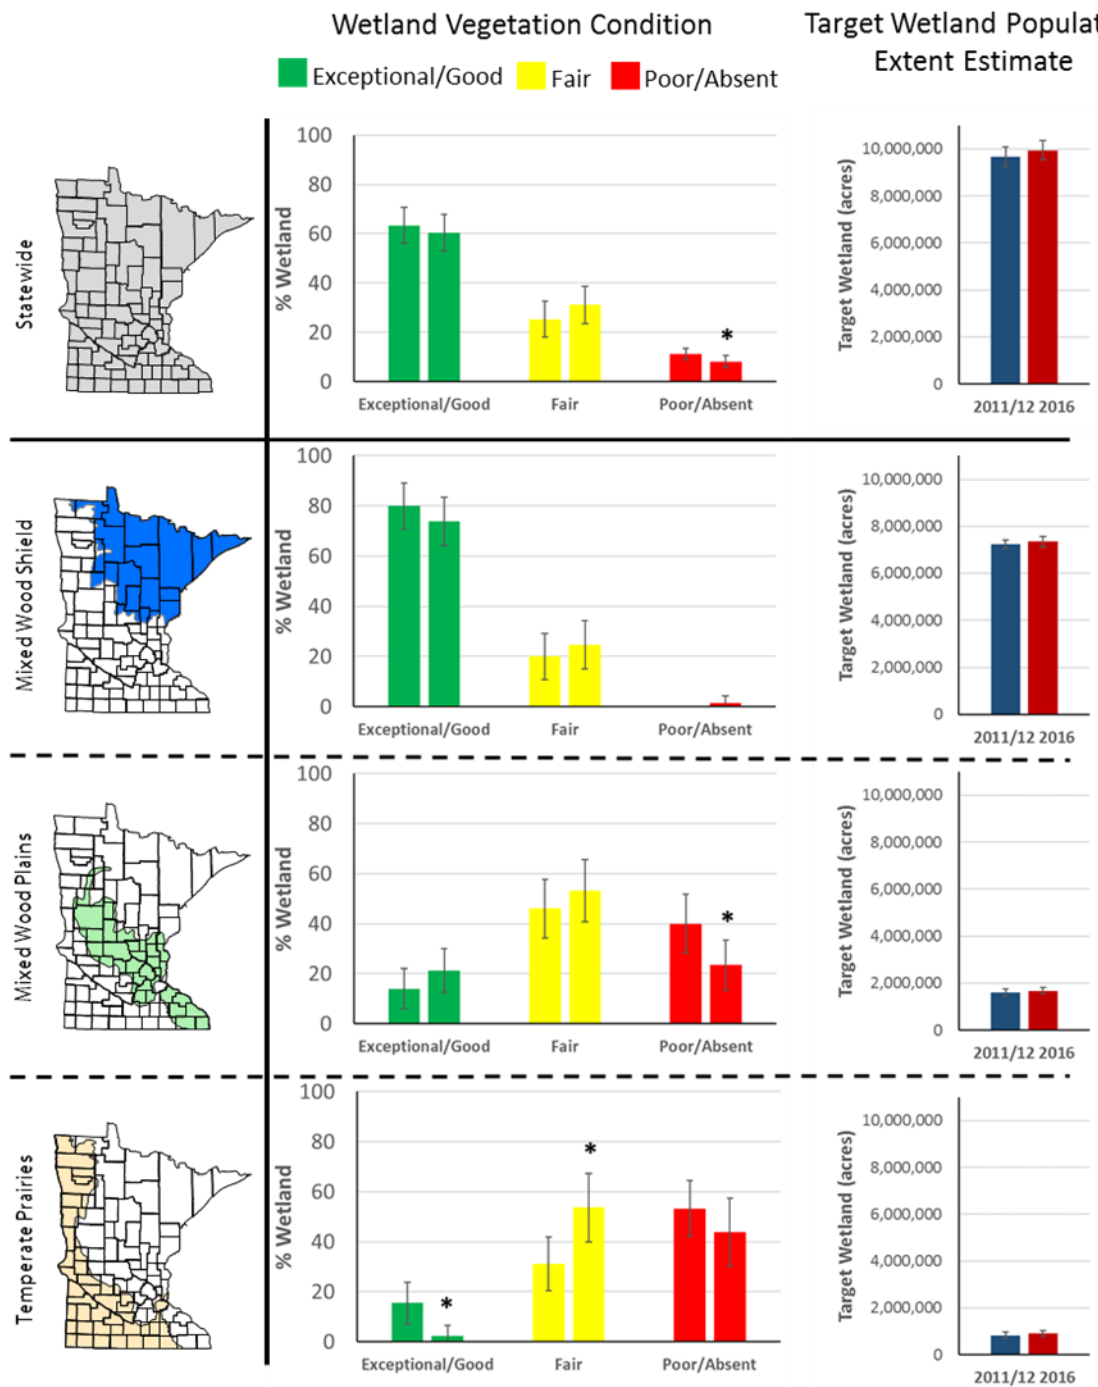 Wetland Vegetation Condition
Target Wetland Populat
Extent Estimate
Exceptional/Good
Fair
Poor/Absent
Statewide
% Wetland
100
80
60
40
20
0
*
Exceptional/Good
Fair
Poor/Absent
Target Wetland (acres)
10,000,000
8,000,000
6,000,000
4,000,000
2,000,000
0
2011/12 2016
Mixed Wood Shield
% Wetland
100
80
60
40
20
0
Exceptional/Good
Fair
Poor/Absent
Target Wetland (acres)
10,000,000
8,000,000
6,000,000
4,000,000
2,000,000
0
2011/12 2016
Mixed Wood Plains
% Wetland
100
80
60
40
20
0
*
Exceptional/Good
Fair
Poor/Absent
Target Wetland (acres)
10,000,000
8,000,000
6,000,000
4,000,000
2,000,000
0
2011/12 2016
Temperate Prairies
% Wetland
100
80
60
40
20
0
*
*
Exceptional/Good
Fair
Poor/Absent
Target Wetland (acres)
10,000,000
8,000,000
6,000,000
4,000,000
2,000,000
0
2011/12 2016